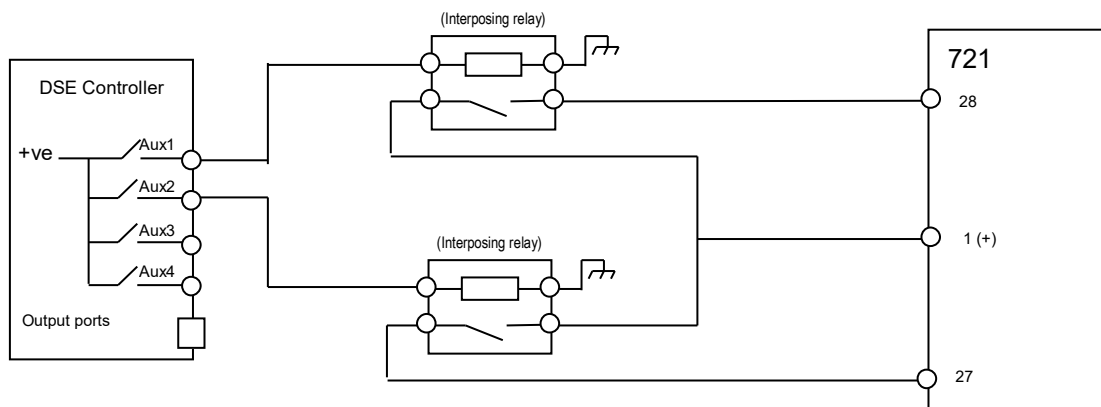 (Interposing relay)
721
DSE Controller
28
+ve
Aux1
Aux2
Aux3
Aux4
Output ports
(Interposing relay)
1 (+)
27